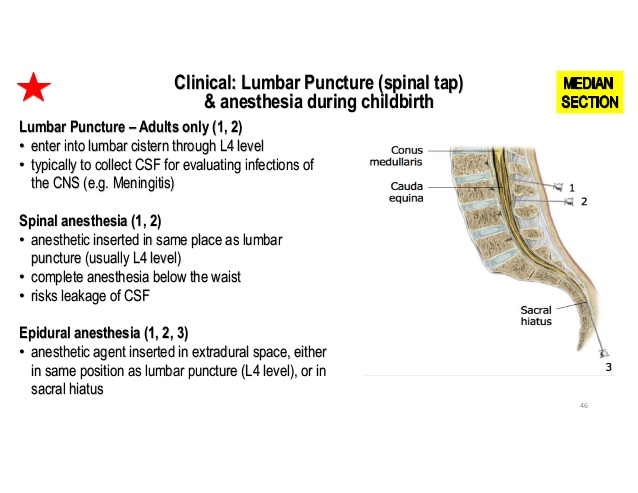 Clinical: Lumbar Puncture (spinal tap)
& anesthesia during childbirth
MEDIAN
SECTION
Lumbar Puncture – Adults only (1, 2)
• enter into lumbar cistern through L4 level
• typically to collect CSF for evaluating infections of
the CNS (e.g. Meningitis)
Spinal anesthesia (1, 2)
• anesthetic inserted in same place as lumbar
puncture (usually L4 level)
• complete anesthesia below the waist
• risks leakage of CSF
Epidural anesthesia (1, 2, 3)
• anesthetic agent inserted in extradural space, either
in same position as lumbar puncture (L4 level), or in
sacral hiatus
Conus
medullaris
Cauda
equina
1
2
Sacral
hiatus
3
46